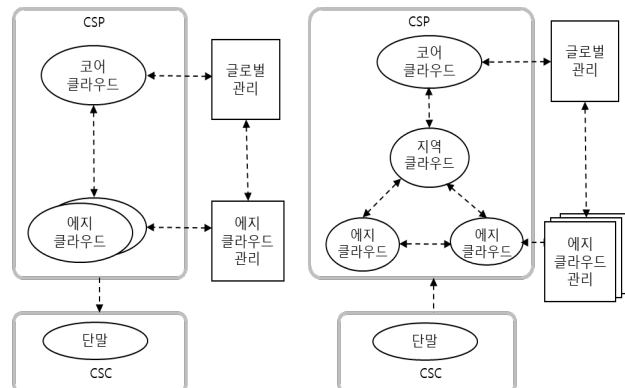 CSP
코어
클라우드
글로벌
관리
에지
클라우드
에지
클라우드
관리
단말
CSC
CSP
코어
클라우드
글로벌
관리
지역
클라우드
에지
클라우드
에지
클라우드
에지
클라우드
관리
단말
CSC